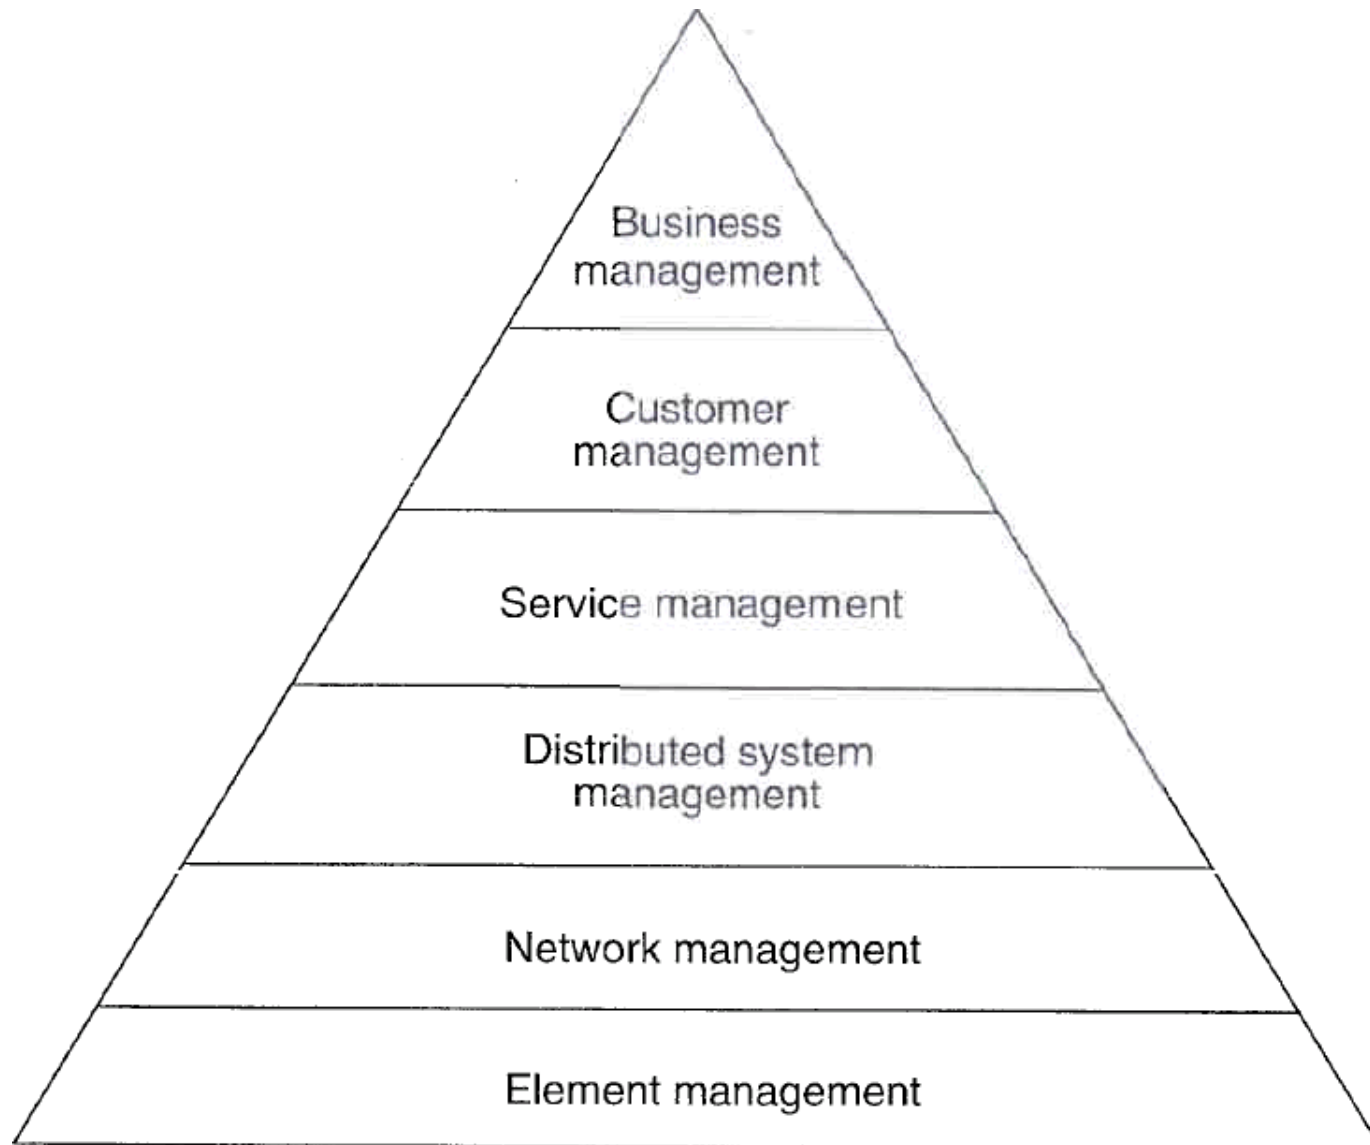 Business
management
Customer
management
Service management
Distributed system
management
Network management
Element management